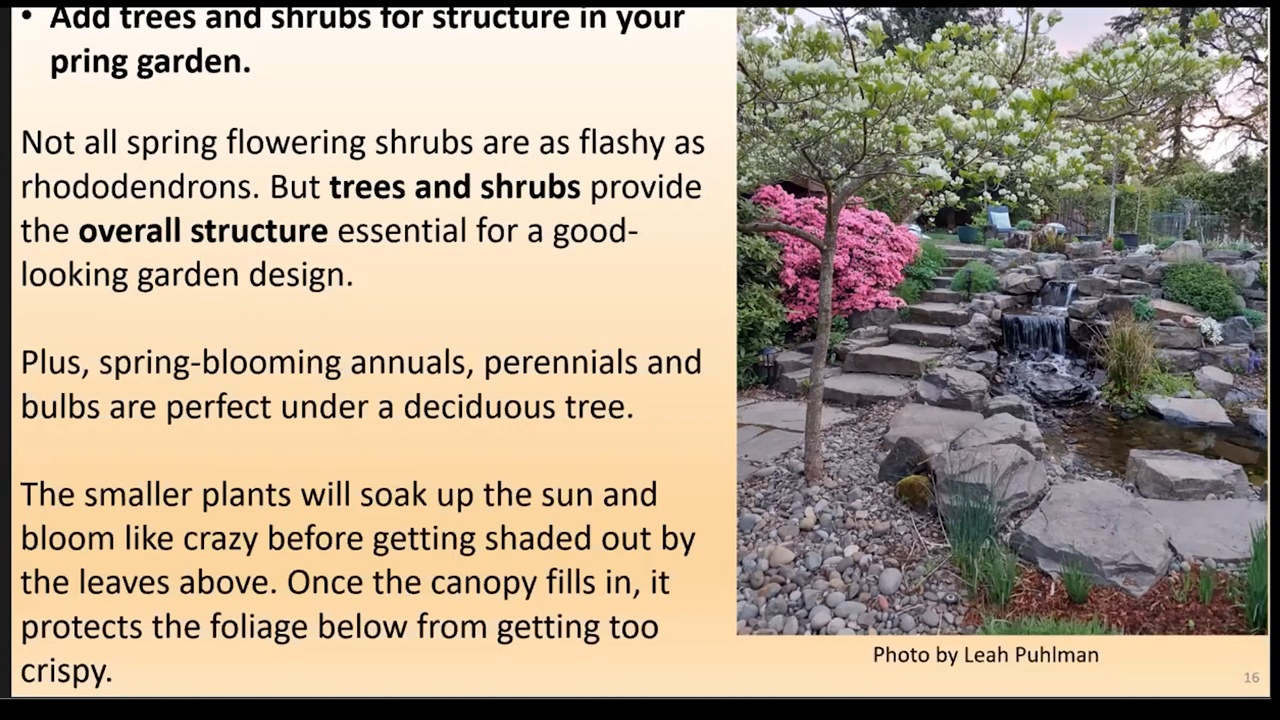 • Add trees and shrubs for structure in your
pring garden.
Not all spring flowering shrubs are as flashy as
rhododendrons. But trees and shrubs provide
the overall structure essential for a good-
looking garden design.
Plus, spring-blooming annuals, perennials and
bulbs are perfect under a deciduous tree.
The smaller plants will soak up the sun and
bloom like crazy before getting shaded out by
the leaves above. Once the canopy fills in, it
protects the foliage below from getting too
crispy.
Photo by Leah Puhlman
16